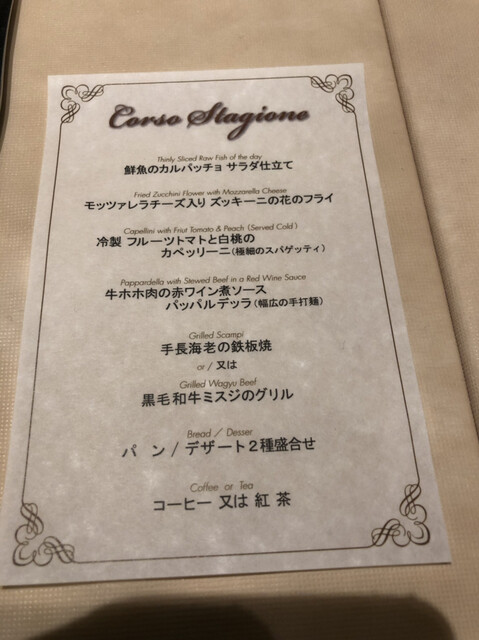 Corso Stagione
Thinly Sliced Raw Fish of the day
鮮魚のカルパッチョ サラダ仕立て
Fried Zucchini Flower with Mozzarella Cheese
モッツァレラチーズ入り ズッキーニの花のフライ
Capellini with Friut Tomato & Peach (Served Cold)
冷製 フルーツトマトと白桃の
カペッリーニ(極細のスパゲッティ)
Pappardella with Stewed Beef in a Red Wine Sauce
牛ホホ肉の赤ワイン煮ソース
パッパルデッラ(幅広の手打麺)
Grilled Scampi
手長海老の鉄板焼
or / 又は
Grilled Wagyu Beef
黒毛和牛ミスジのグリル
Bread / Desser
パン / デザート2種盛合せ
Coffee or Tea
コーヒー 又は 紅 茶